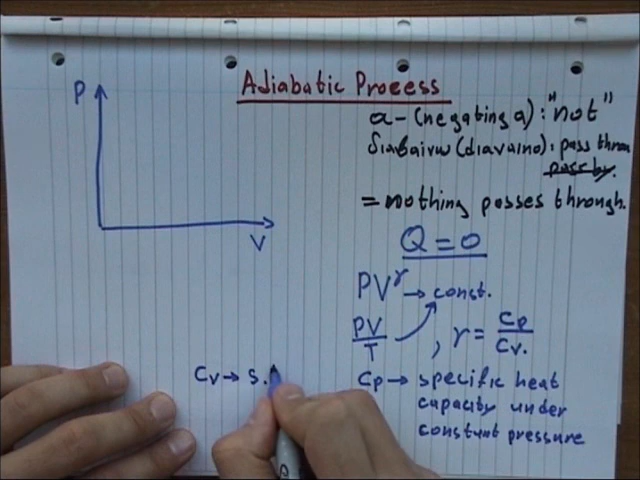 Adiabatic Process
P
V
a-(negating a): "not"
διαβαίνω (diavaino): pass throu
pass by.
= nothing passes through.
Q = 0
PV^γ → const.
PV/T , γ = Cp/Cv.
Cp → specific heat
capacity under
constant pressure
Cv → s.